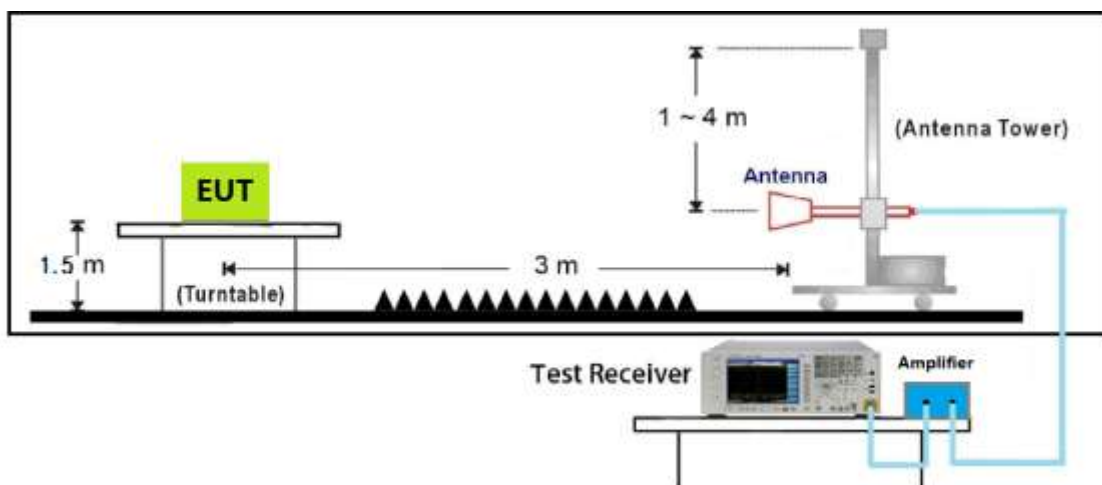 1 ~ 4 m
(Antenna Tower)
Antenna
EUT
1.5 m
3 m
(Turntable)
Test Receiver
Amplifier